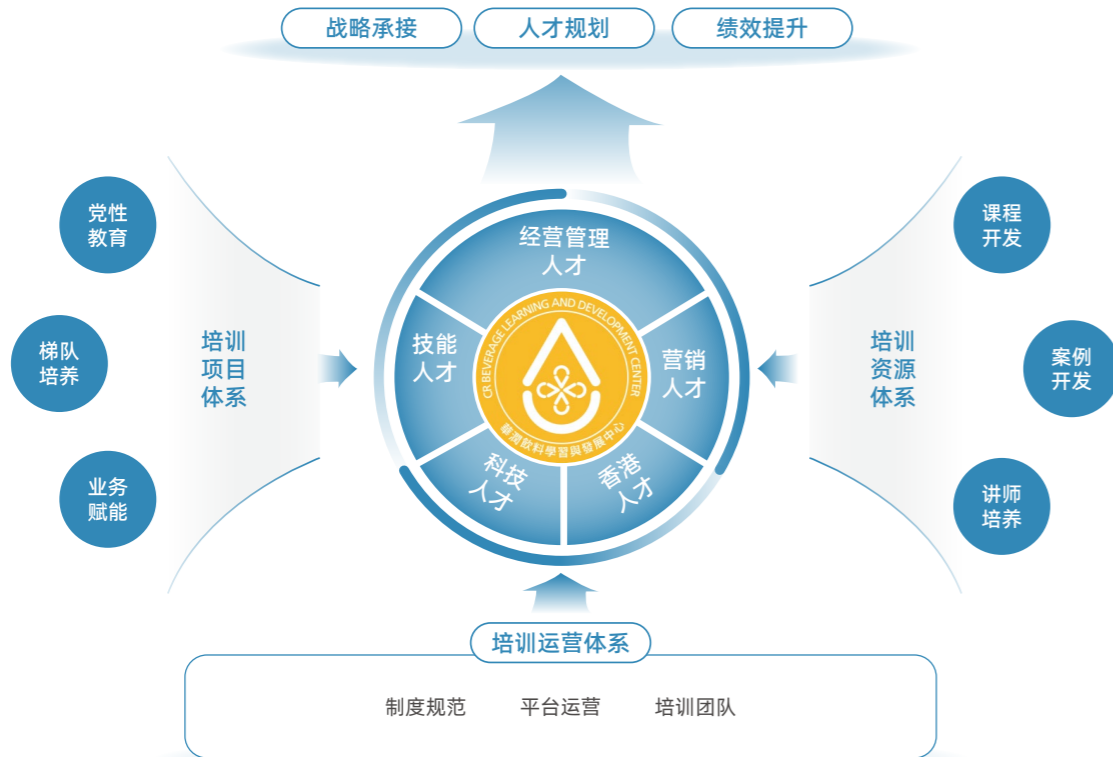 战略承接
人才规划
绩效提升
党性
教育
梯队
培养
业务
赋能
培训
项目
体系
经营管理
人才
技能
人才
营销
人才
科技
人才
香港
人才
CR BEVERAGE LEARNING AND DEVELOPMENT CENTER
華潤飲料學習與發展中心
培训
资源
体系
课程
开发
案例
开发
讲师
培养
培训运营体系
制度规范 平台运营 培训团队